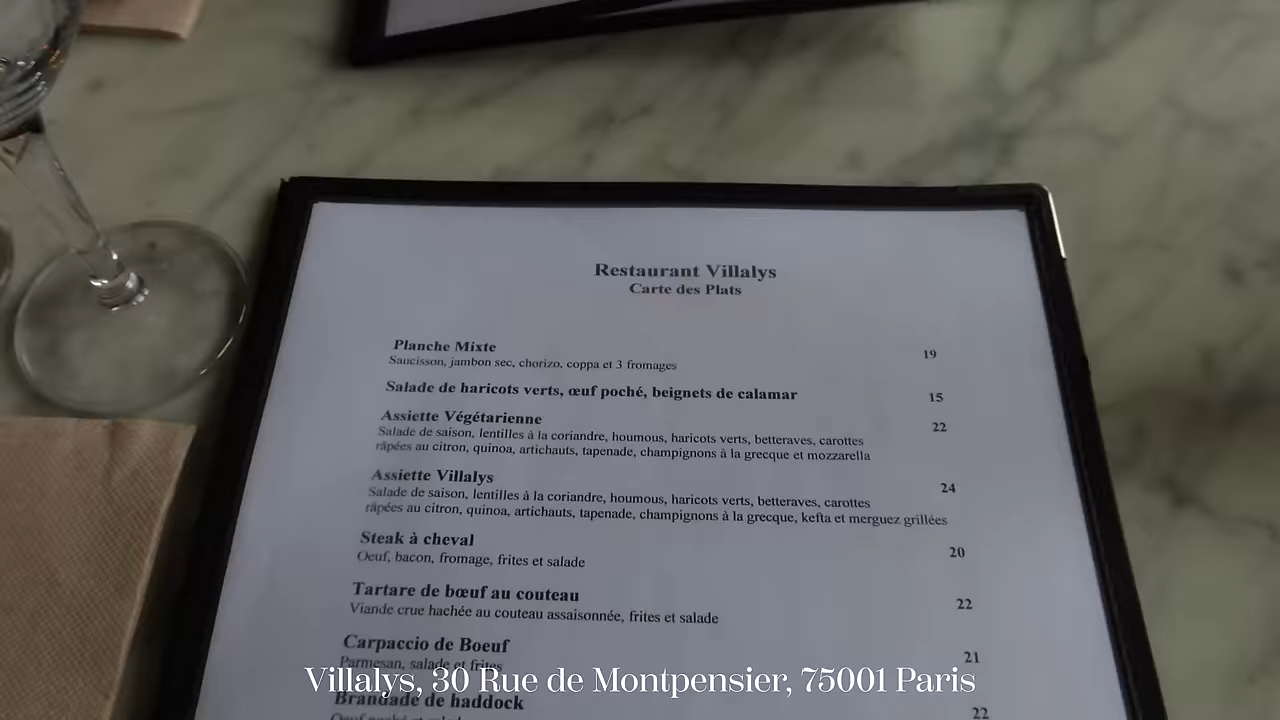 Restaurant Villalys
Carte des Plats
Planche Mixte 19
Saucisson, jambon sec, chorizo, coppa et 3 fromages
Salade de haricots verts, œuf poché, beignets de calamar 15
Assiette Végétarienne 22
Salade de saison, lentilles à la coriandre, houmous, haricots verts, betteraves, carottes
râpées au citron, quinoa, artichauts, tapenade, champignons à la grecque et mozzarella
Assiette Villalys 24
Salade de saison, lentilles à la coriandre, houmous, haricots verts, betteraves, carottes
râpées au citron, quinoa, artichauts, tapenade, champignons à la grecque, kefta et merguez grillées
Steak à cheval 20
Oeuf, bacon, fromage, frites et salade
Tartare de bœuf au couteau 22
Viande crue hachée au couteau assaisonnée, frites et salade
Carpaccio de Boeuf 21
Parmesan, salade et frites
Villalys, 30 Rue de Montpensier, 75001 Paris
Brandade de haddock 22